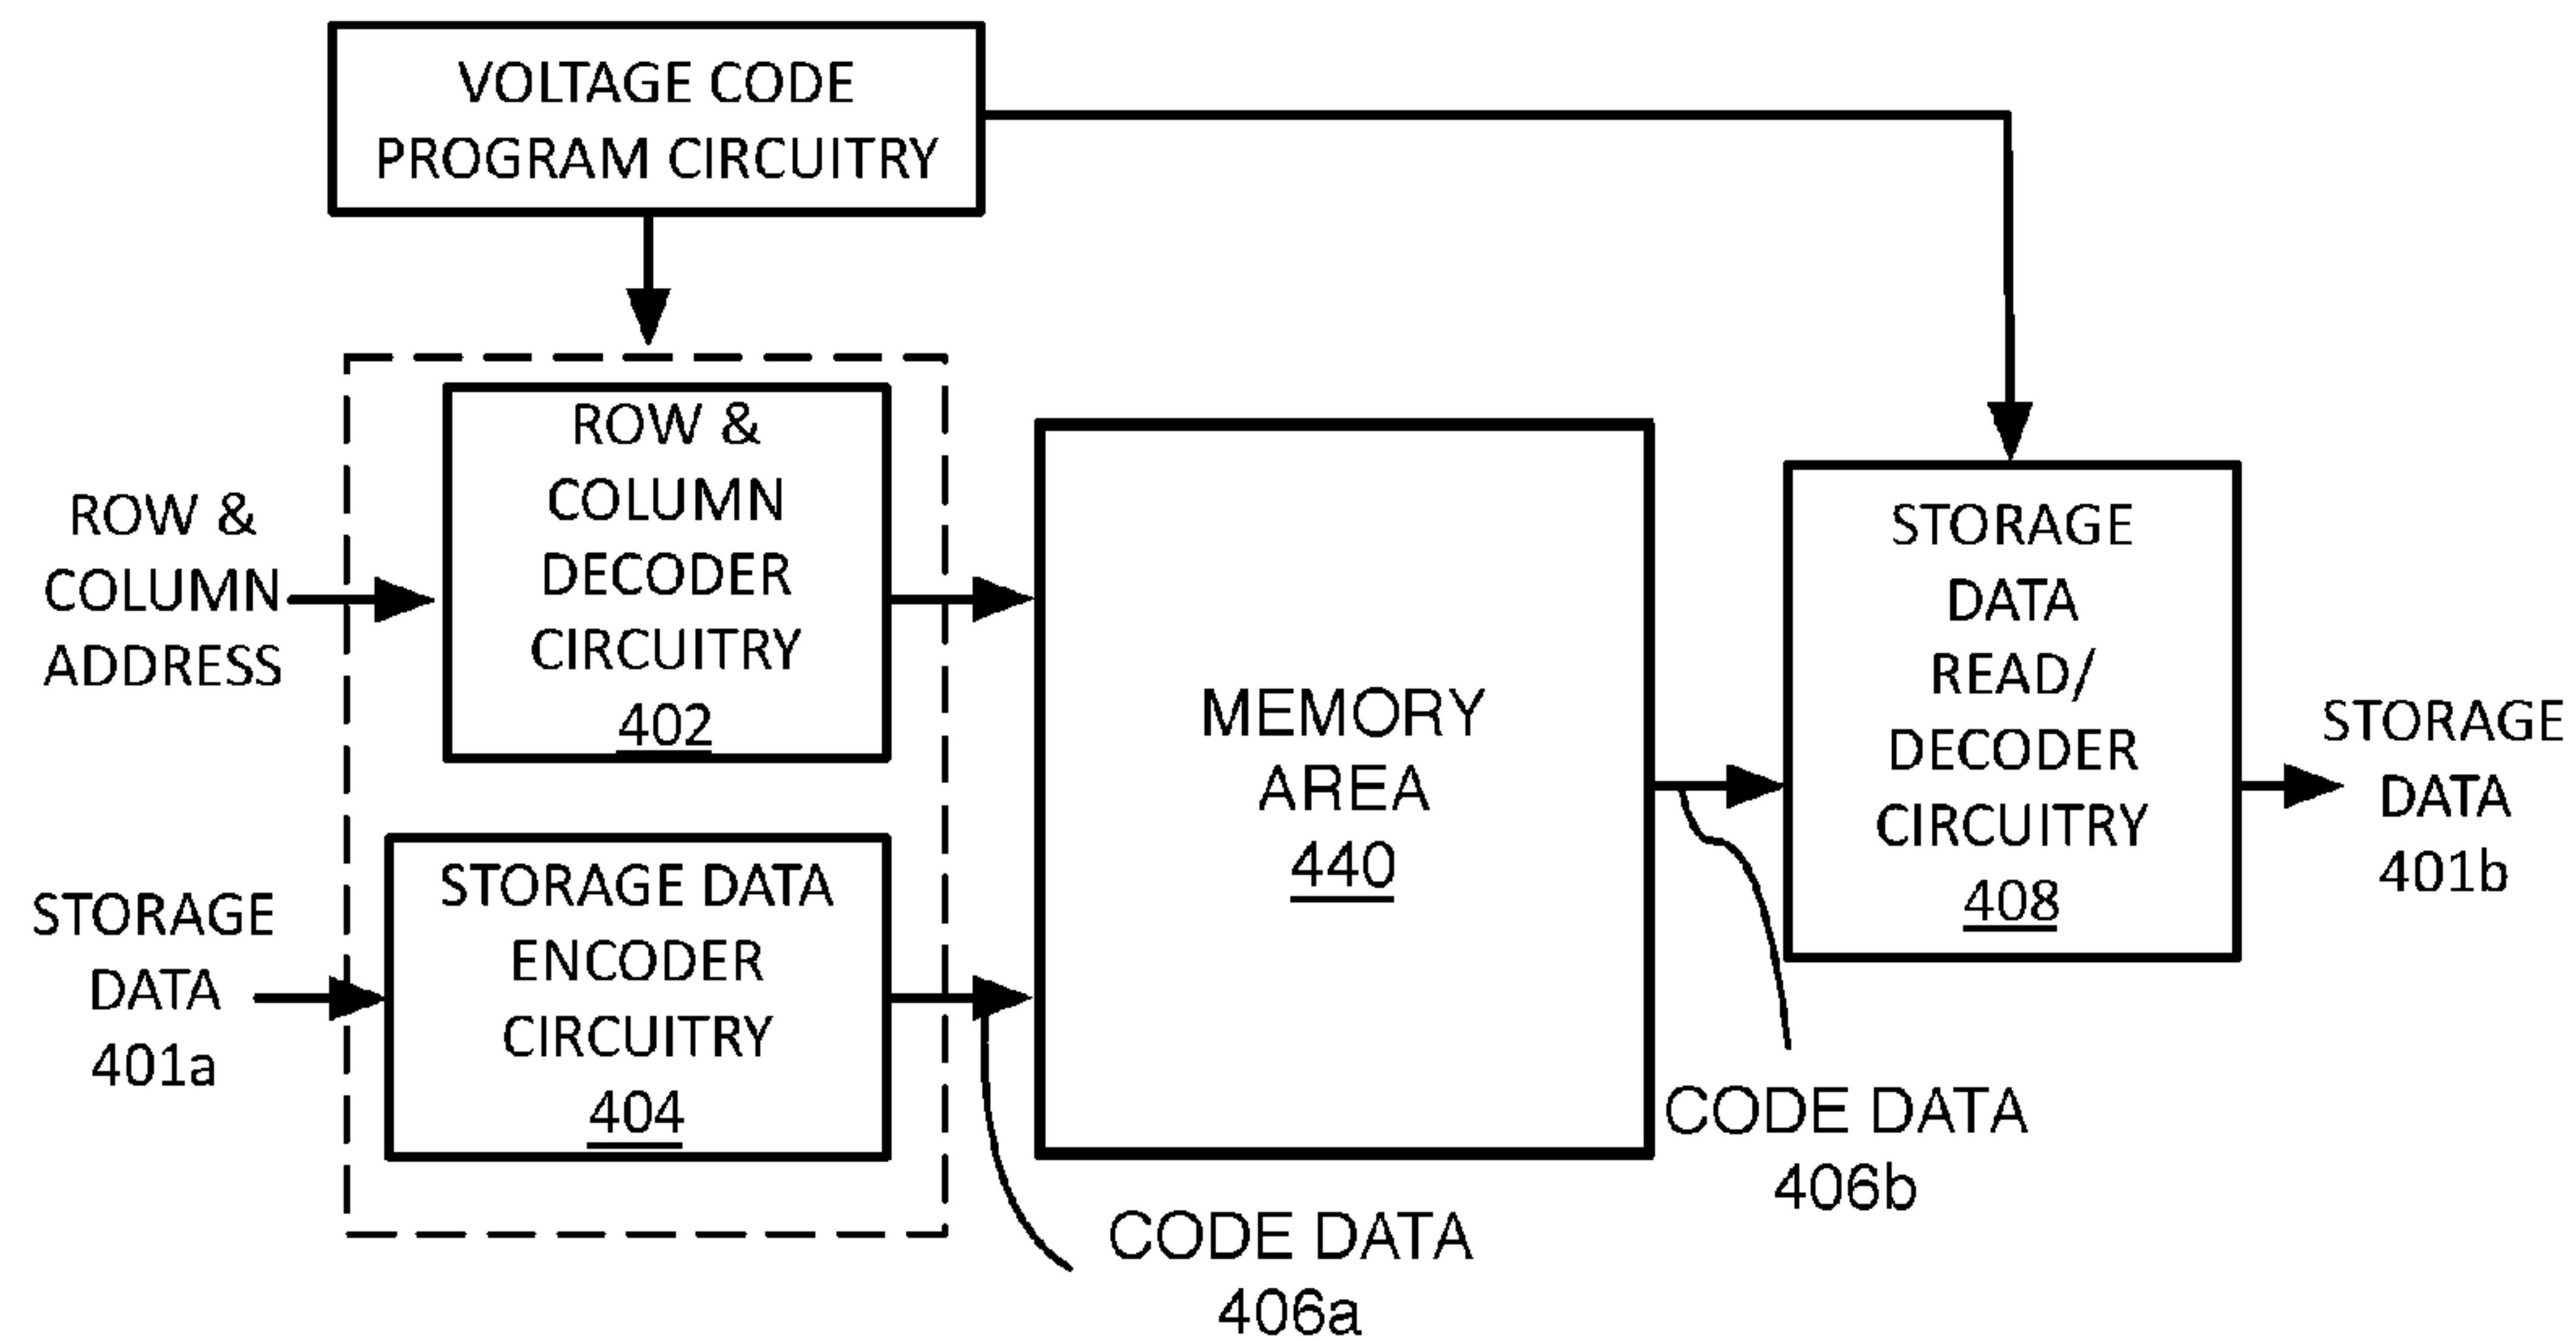 VOLTAGE CODE
PROGRAM CIRCUITRY
ROW &
COLUMN
ADDRESS
ROW &
COLUMN
DECODER
CIRCUITRY
402
STORAGE
DATA
401a
STORAGE DATA
ENCODER
CIRCUITRY
404
MEMORY
AREA
440
CODE DATA
406a
CODE DATA
406b
STORAGE
DATA
READ/
DECODER
CIRCUITRY
408
STORAGE
DATA
401b